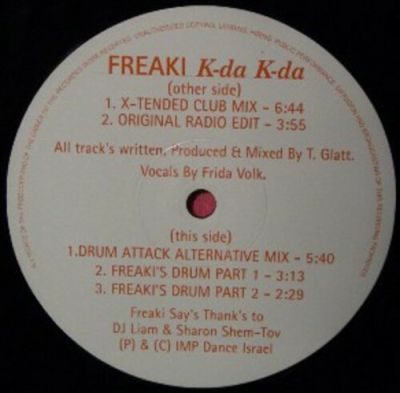 FREAKI K-da K-da
(other side)
1. X-TENDED CLUB MIX - 6:44
2. ORIGINAL RADIO EDIT - 3:55
All track's written, Produced & Mixed By T. Glatt.
Vocals By Frida Volk.
(this side)
1.DRUM ATTACK ALTERNATIVE MIX - 5:40
2. FREAKI'S DRUM PART 1 - 3:13
3. FREAKI'S DRUM PART 2 - 2:29
Freaki Say's Thank's to
DJ Liam & Sharon Shem-Tov
(P) & (C) IMP Dance Israel